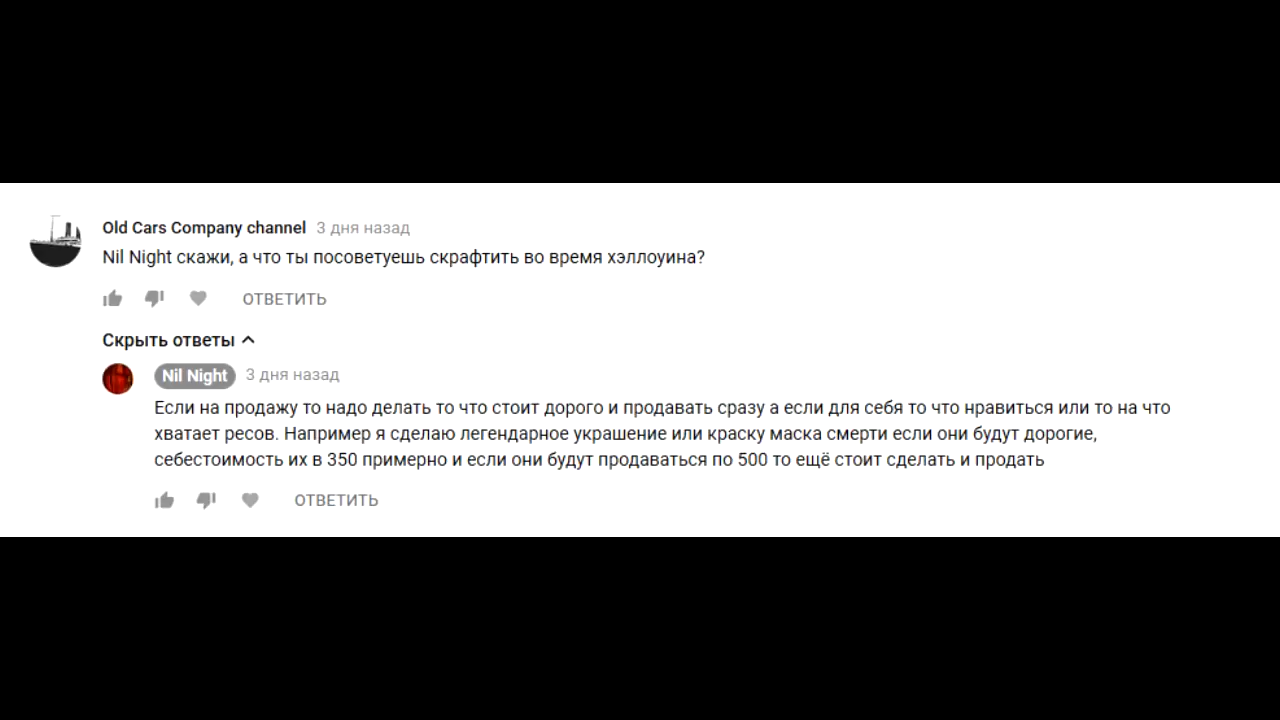 Old Cars Company channel 3 дня назад
Nil Night скажи, а что ты посоветуешь скрафтить во время хэллоуина?
ОТВЕТИТЬ
Скрыть ответы
Nil Night 3 дня назад
Если на продажу то надо делать то что стоит дорого и продавать сразу а если для себя то что нравиться или то на что
хватает ресов. Например я сделаю легендарное украшение или краску маска смерти если они будут дорогие,
себестоимость их в 350 примерно и если они будут продаваться по 500 то ещё стоит сделать и продать
ОТВЕТИТЬ